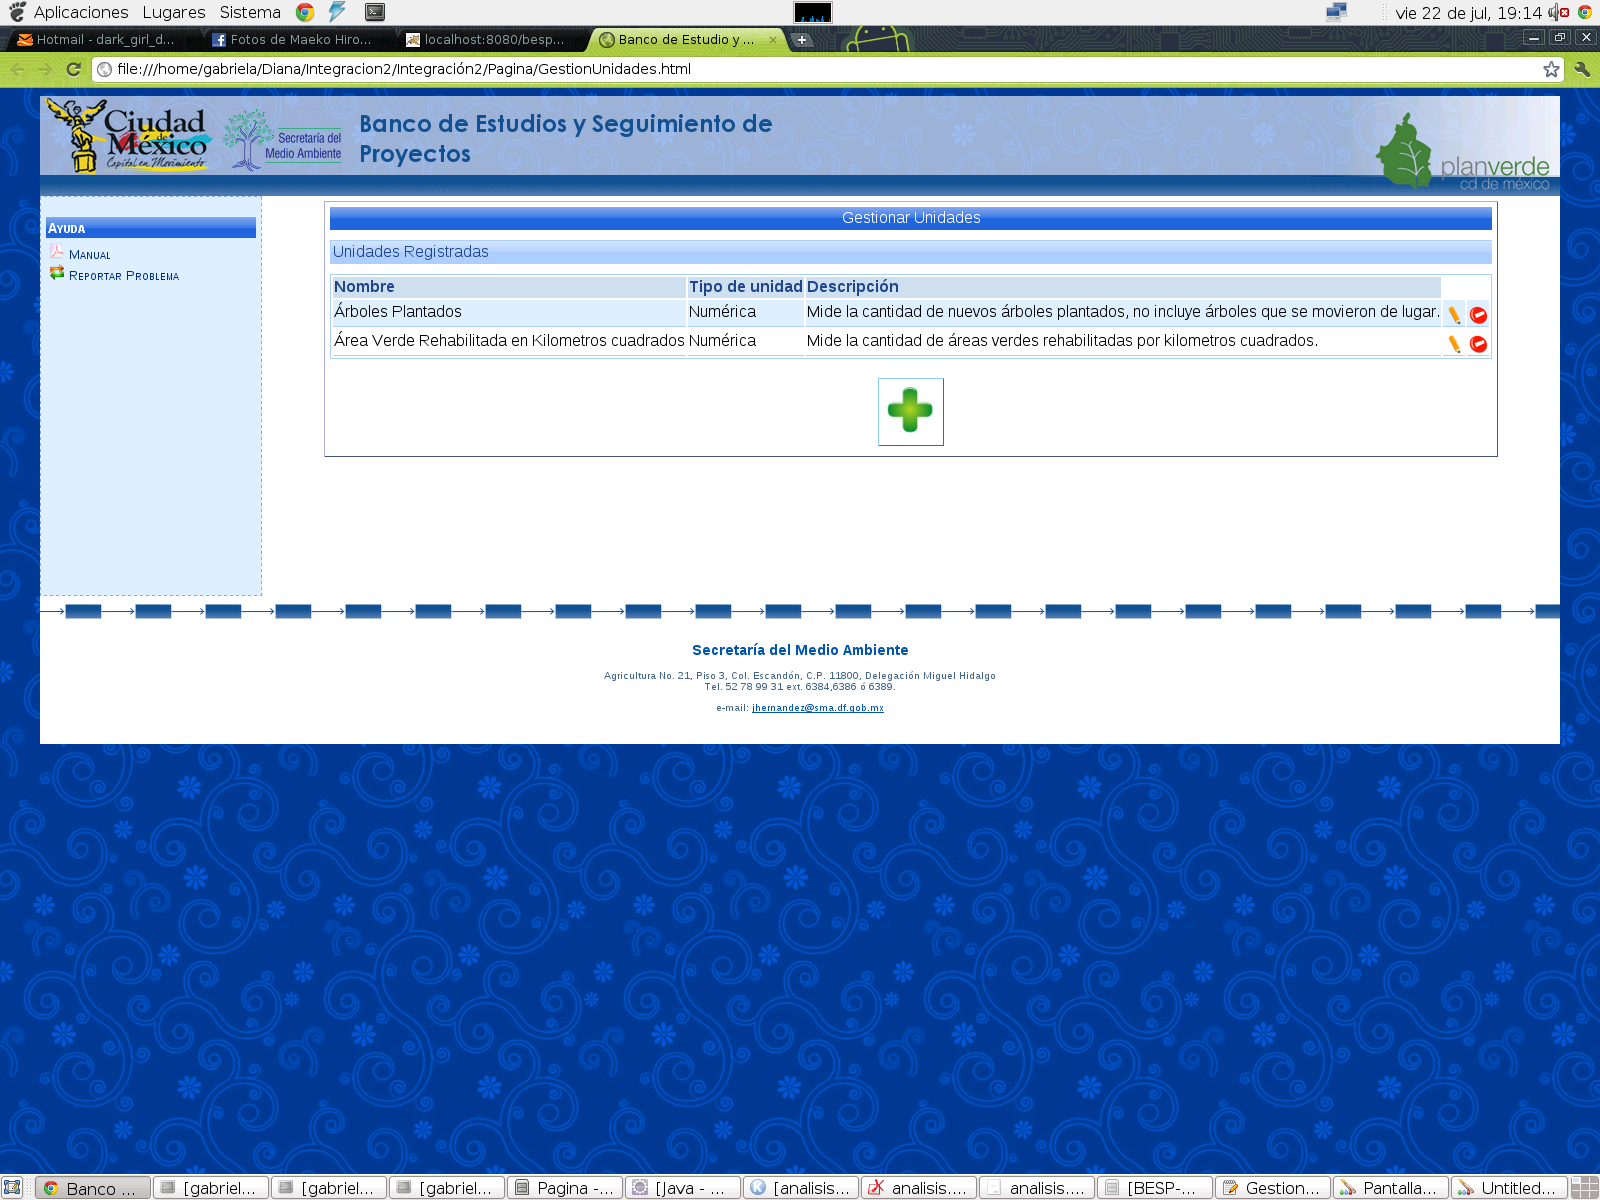 Aplicaciones Lugares Sistema vie 22 de jul, 19:14
Hotmail - dark_girl_d... Fotos de Maeko Hiro... localhost:8080/besp... Banco de Estudio y ...
file:///home/gabriela/Diana/Integracion2/Integración2/Pagina/GestionUnidades.html
Ciudad de México
Capital en Movimiento
Secretaría del
Medio Ambiente
Banco de Estudios y Seguimiento de
Proyectos
planverde
cd de méxico
Ayuda
Manual
Reportar Problema
Gestionar Unidades
Unidades Registradas
Nombre Tipo de unidad Descripción
Árboles Plantados Numérica Mide la cantidad de nuevos árboles plantados, no incluye árboles que se movieron de lugar.
Área Verde Rehabilitada en Kilometros cuadrados Numérica Mide la cantidad de áreas verdes rehabilitadas por kilometros cuadrados.
Secretaría del Medio Ambiente
Agricultura No. 21, Piso 3, Col. Escandón, C.P. 11800, Delegación Miguel Hidalgo
Tel. 52 78 99 31 ext. 6384,6386 ó 6389.
e-mail: jhernandez@sma.df.gob.mx
Banco ... [gabriel... [gabriel... [gabriel... Pagina -... [Java - ... [analisis... analisis.... analisis.... [BESP-... Gestion... Pantalla... Untitled...